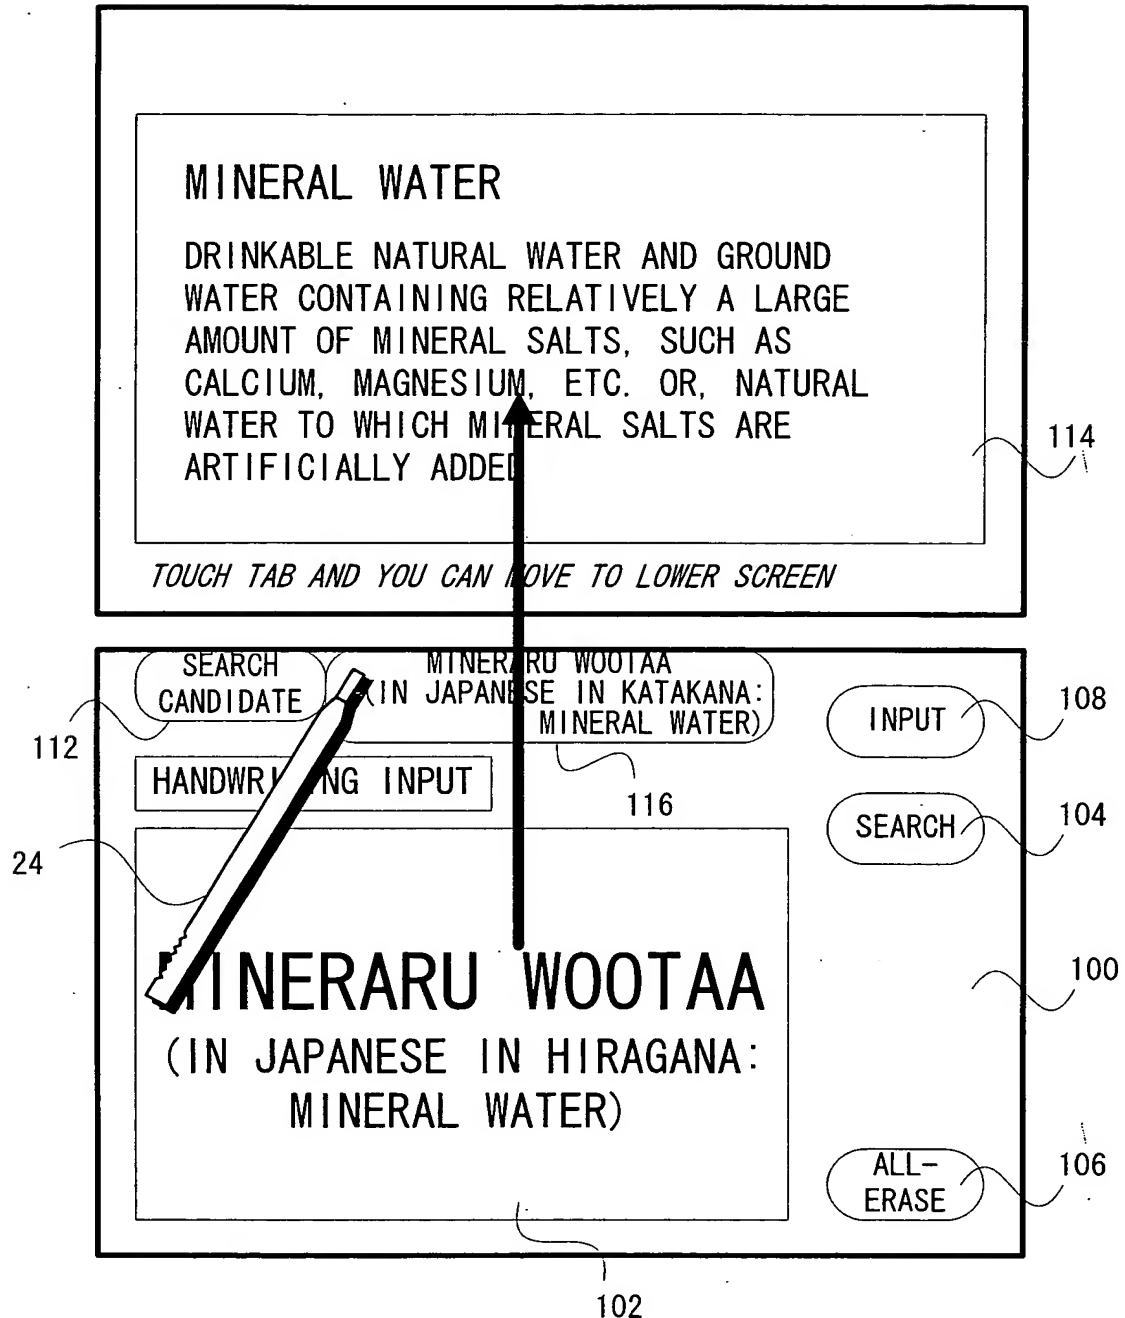 MINERAL WATER
DRINKABLE NATURAL WATER AND GROUND
WATER CONTAINING RELATIVELY A LARGE
AMOUNT OF MINERAL SALTS, SUCH AS
CALCIUM, MAGNESIUM, ETC. OR, NATURAL
WATER TO WHICH MINERAL SALTS ARE
ARTIFICIALLY ADDED
114
TOUCH TAB AND YOU CAN MOVE TO LOWER SCREEN
SEARCH
CANDIDATE
MINERARU WOOTAA
(IN JAPANESE IN KATAKANA:
MINERAL WATER)
INPUT
108
112
HANDWRITING INPUT
116
SEARCH
104
24
MINERARU WOOTAA
(IN JAPANESE IN HIRAGANA:
MINERAL WATER)
100
ALL-
ERASE
106
102